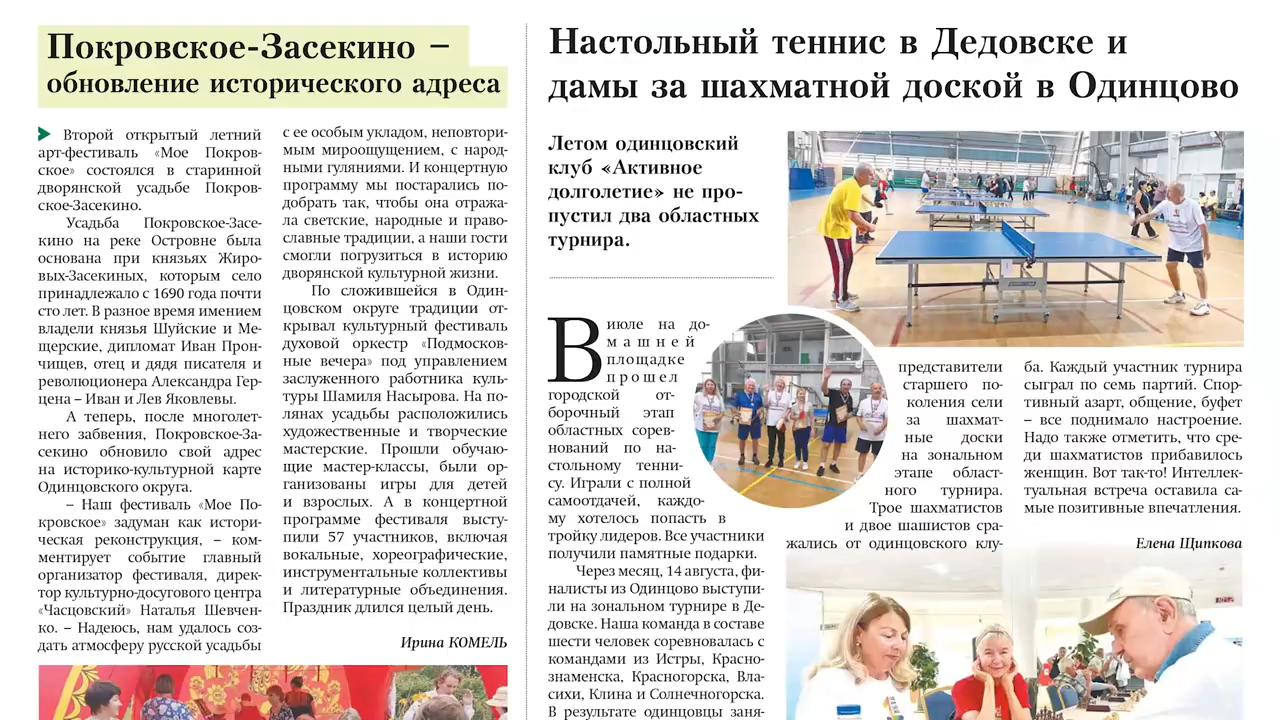 Покровское-Засекино –
обновление исторического адреса
Второй открытый летний
арт-фестиваль «Мое Покров-
ское» состоялся в старинной
дворянской усадьбе Покров-
ское-Засекино.
Усадьба Покровское-Засе-
кино на реке Островне была
основана при князьях Жиро-
вых-Засекиных, которым село
принадлежало с 1690 года почти
сто лет. В разное время имением
владели князья Шуйские и Ме-
щерские, дипломат Иван Прон-
чищев, отец и дядя писателя и
революционера Александра Гер-
цена – Иван и Лев Яковлевы.
А теперь, после многолет-
него забвения, Покровское-За-
секино обновило свой адрес
на историко-культурной карте
Одинцовского округа.
– Наш фестиваль «Мое По-
кровское» задуман как истори-
ческая реконструкция, – ком-
ментирует событие главный
организатор фестиваля, дирек-
тор культурно-досугового центра
«Часцовский» Наталья Шевчен-
ко. – Надеюсь, нам удалось соз-
дать атмосферу русской усадьбы
с ее особым укладом, неповтори-
мым мироощущением, с народ-
ными гуляниями. И концертную
программу мы постарались по-
добрать так, чтобы она отража-
ла светские, народные и право-
славные традиции, а наши гости
смогли погрузиться в историю
дворянской культурной жизни.
По сложившейся в Один-
цовском округе традиции от-
крывал культурный фестиваль
духовой оркестр «Подмосков-
ные вечера» под управлением
заслуженного работника куль-
туры Шамиля Насырова. На по-
лянах усадьбы расположились
художественные и творческие
мастерские. Прошли обучаю-
щие мастер-классы, были ор-
ганизованы игры для детей
и взрослых. А в концертной
программе фестиваля высту-
пили 57 участников, включая
вокальные, хореографические,
инструментальные коллективы
и литературные объединения.
Праздник длился целый день.
Ирина КОМЕЛЬ
Настольный теннис в Дедовске и
дамы за шахматной доской в Одинцово
Летом одинцовский
клуб «Активное
долголетие» не про-
пустил два областных
турнира.
В июле на до-
машней
площадке
прошел
городской от-
борочный этап
областных сорев-
нований по на-
стольному тенни-
су. Играли с полной
самоотдачей, каждо-
му хотелось попасть в
тройку лидеров. Все участники
получили памятные подарки.
Через месяц, 14 августа, фи-
налисты из Одинцово выступи-
ли на зональном турнире в Де-
довске. Наша команда в составе
шести человек соревновалась с
командами из Истры, Красно-
знаменска, Красногорска, Вла-
сихи, Клина и Солнечногорска.
В результате одинцовцы заня-
представители
старшего по-
коления сели
за шахмат-
ные доски
на зональном
этапе област-
ного турнира.
Трое шахматистов
и двое шашистов сра-
жались от одинцовского клу-
ба. Каждый участник турнира
сыграл по семь партий. Спор-
тивный азарт, общение, буфет
– все поднимало настроение.
Надо также отметить, что сре-
ди шахматистов прибавилось
женщин. Вот так-то! Интеллек-
туальная встреча оставила са-
мые позитивные впечатления.
Елена Щипкова